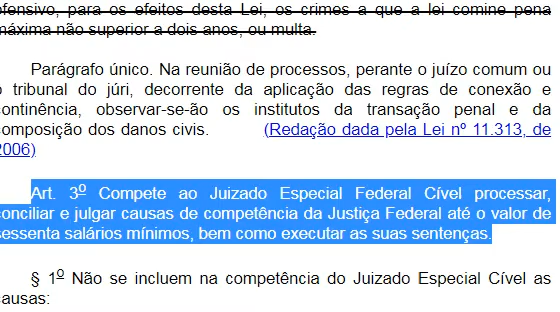 ofensivo, para os efeitos desta Lei, os crimes a que a lei comine pena
máxima não superior a dois anos, ou multa.
Parágrafo único. Na reunião de processos, perante o juízo comum ou
o tribunal do júri, decorrente da aplicação das regras de conexão e
continência, observar-se-ão os institutos da transação penal e da
composição dos danos civis. (Redação dada pela Lei nº 11.313, de
2006)
Art. 3º Compete ao Juizado Especial Federal Cível processar,
conciliar e julgar causas de competência da Justiça Federal até o valor de
sessenta salários mínimos, bem como executar as suas sentenças.
§ 1º Não se incluem na competência do Juizado Especial Cível as
causas: